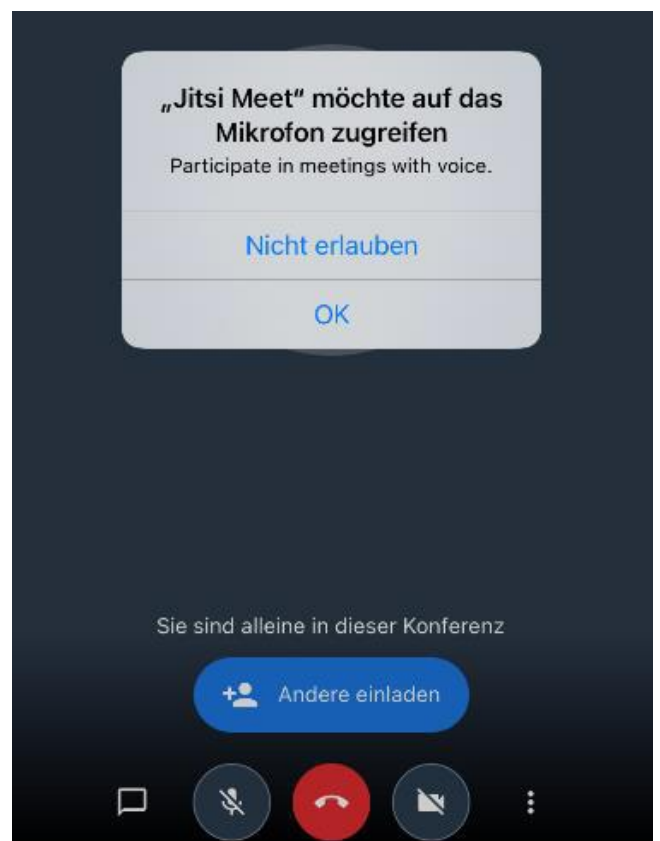 „Jitsi Meet“ möchte auf das
Mikrofon zugreifen
Participate in meetings with voice.
Nicht erlauben
OK
Sie sind alleine in dieser Konferenz
Andere einladen